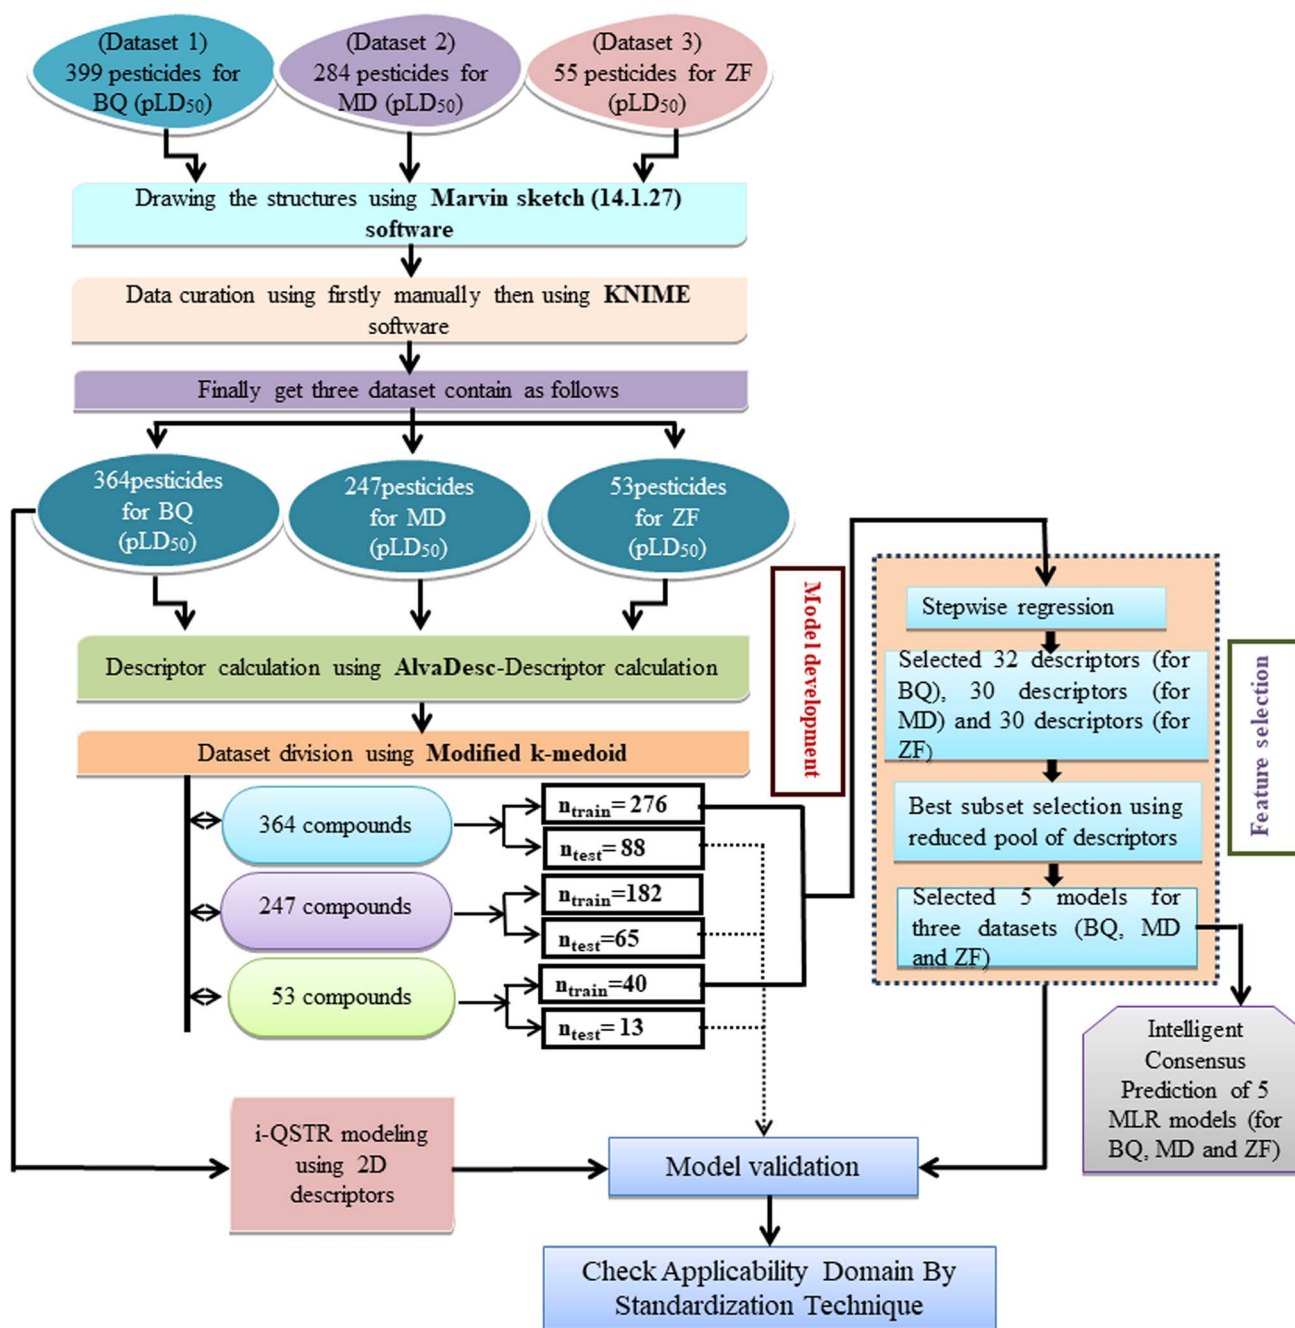 (Dataset 1)
399 pesticides for
BQ (pLD50)
(Dataset 2)
284 pesticides for
MD (pLD50)
(Dataset 3)
55 pesticides for ZF
(pLD50)
Drawing the structures using Marvin sketch (14.1.27)
software
Data curation using firstly manually then using KNIME
software
Finally get three dataset contain as follows
364pesticides
for BQ
(pLD50)
247pesticides
for MD
(pLD50)
53pesticides
for ZF
(pLD50)
Descriptor calculation using AlvaDesc-Descriptor calculation
Dataset division using Modified k-medoid
364 compounds
ntrain= 276
ntest= 88
247 compounds
ntrain=182
ntest=65
53 compounds
ntrain=40
ntest= 13
Model development
Stepwise regression
Selected 32 descriptors (for
BQ), 30 descriptors (for
MD) and 30 descriptors (for
ZF)
Best subset selection using
reduced pool of descriptors
Selected 5 models for
three datasets (BQ, MD
and ZF)
Feature selection
Intelligent
Consensus
Prediction of 5
MLR models (for
BQ, MD and ZF)
i-QSTR modeling
using 2D
descriptors
Model validation
Check Applicability Domain By
Standardization Technique